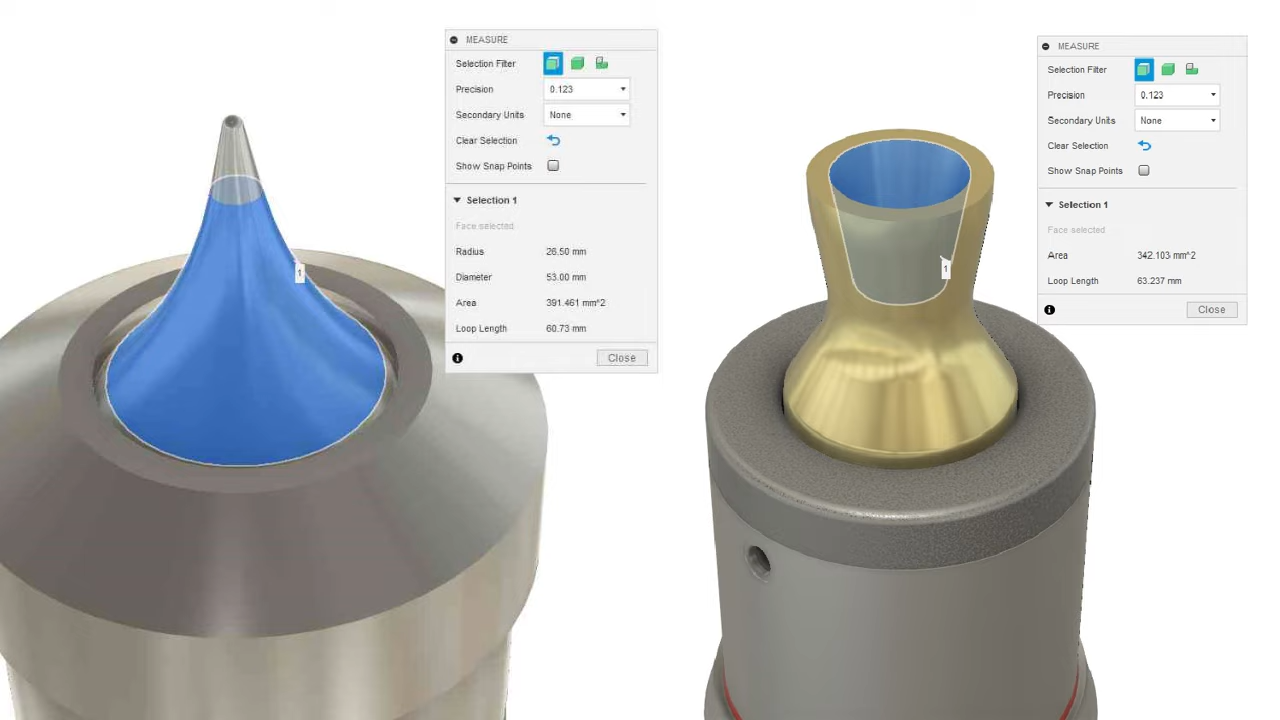 MEASURE
Selection Filter
Precision 0.123
Secondary Units None
Clear Selection
Show Snap Points
Selection 1
Face selected
Radius 26.50 mm
Diameter 53.00 mm
Area 391.461 mm^2
Loop Length 60.73 mm
Close
1
MEASURE
Selection Filter
Precision 0.123
Secondary Units None
Clear Selection
Show Snap Points
Selection 1
Face selected
Area 342.103 mm^2
Loop Length 63.237 mm
Close
1